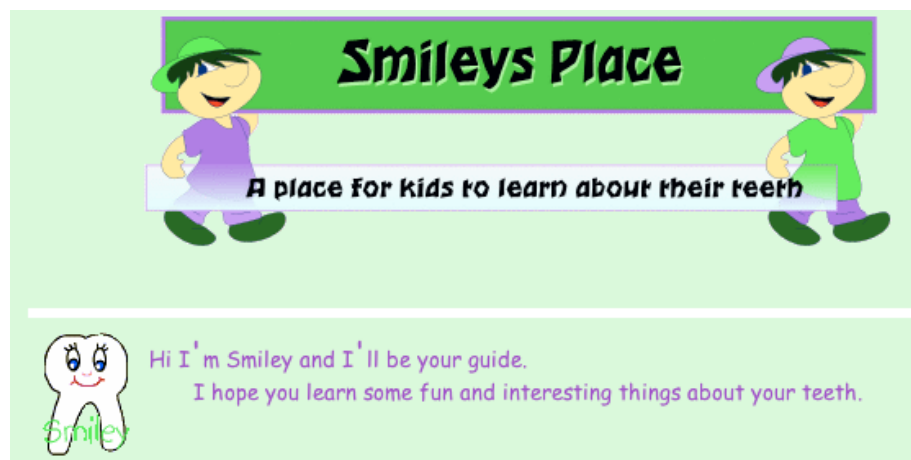 Smileys Place
A place for kids to learn about their teeth
Hi I'm Smiley and I'll be your guide.
I hope you learn some fun and interesting things about your teeth.
Smiley